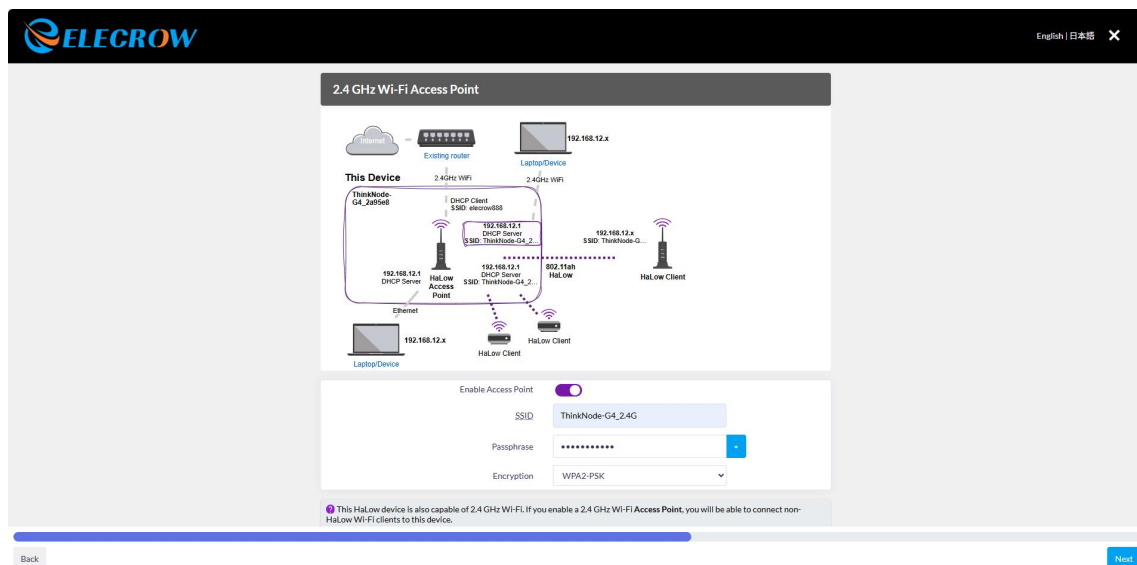 ELECROW
English | 日本語 ✕
2.4 GHz Wi-Fi Access Point
Internet
Existing router
192.168.12.x
Laptop/Device
This Device
2.4GHz WiFi
2.4GHz WiFi
ThinkNode-
G4_2a95e8
DHCP Client
SSID: elecrow888
192.168.12.1
DHCP Server
SSID: ThinkNode-G4_2...
192.168.12.x
SSID: ThinkNode-G...
192.168.12.1
DHCP Server
HaLow
Access
Point
192.168.12.1
DHCP Server
SSID: ThinkNode-G4_2...
802.11ah
HaLow
HaLow Client
Ethernet
192.168.12.x
Laptop/Device
HaLow Client
HaLow Client
Enable Access Point
SSID ThinkNode-G4_2.4G
Passphrase •••••••••••
Encryption WPA2-PSK
This HaLow device is also capable of 2.4 GHz Wi-Fi. If you enable a 2.4 GHz Wi-Fi Access Point, you will be able to connect non-
HaLow Wi-Fi clients to this device.
Back
Next